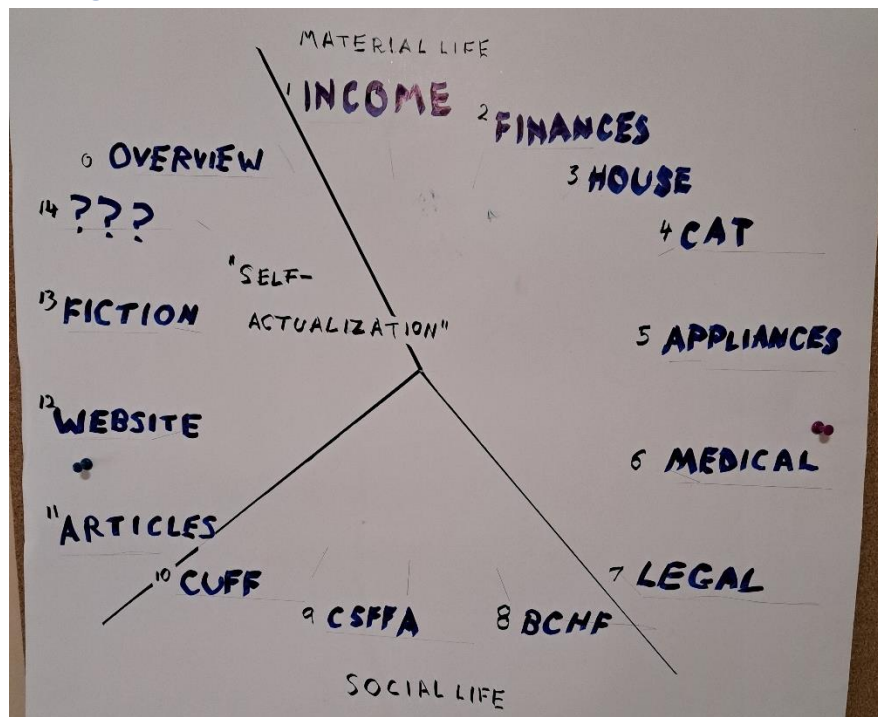 MATERIAL LIFE
1 INCOME
2 FINANCES
3 HOUSE
4 CAT
5 APPLIANCES
6 MEDICAL
7 LEGAL
SOCIAL LIFE
8 BCHF
9 CSFFA
10 CUFF
"SELF-
ACTUALIZATION"
11 ARTICLES
12 WEBSITE
13 FICTION
14 ???
0 OVERVIEW